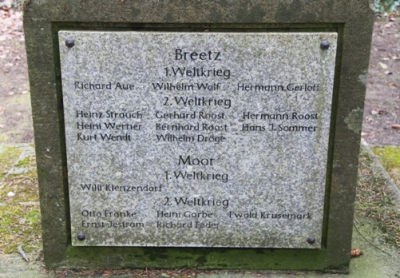 Breetz
1.Weltkrieg
Richard Aue Wilhelm Wolf Hermann Gerloff
2.Weltkrieg
Heinz Strauch Gerhard Roost Hermann Roost
Heini Werner Bernhard Roost Hans J. Sommer
Kurt Wendt Wilhelm Dröge
Moor
1.Weltkrieg
Willi Klenzendorf
2.Weltkrieg
Otto Franke Heini Garbe Ewald Krusemark
Ernst Jestram Richard Feder